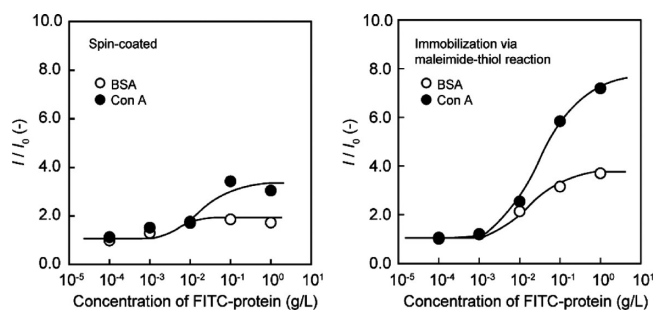 Spin-coated
BSA
Con A
I / I₀ (-)
10.0
8.0
6.0
4.0
2.0
0.0
10⁻⁵ 10⁻⁴ 10⁻³ 10⁻² 10⁻¹ 10⁰ 10¹
Concentration of FITC-protein (g/L)
Immobilization via
maleimide-thiol reaction
BSA
Con A
I / I₀ (-)
10.0
8.0
6.0
4.0
2.0
0.0
10⁻⁵ 10⁻⁴ 10⁻³ 10⁻² 10⁻¹ 10⁰ 10¹
Concentration of FITC-protein (g/L)